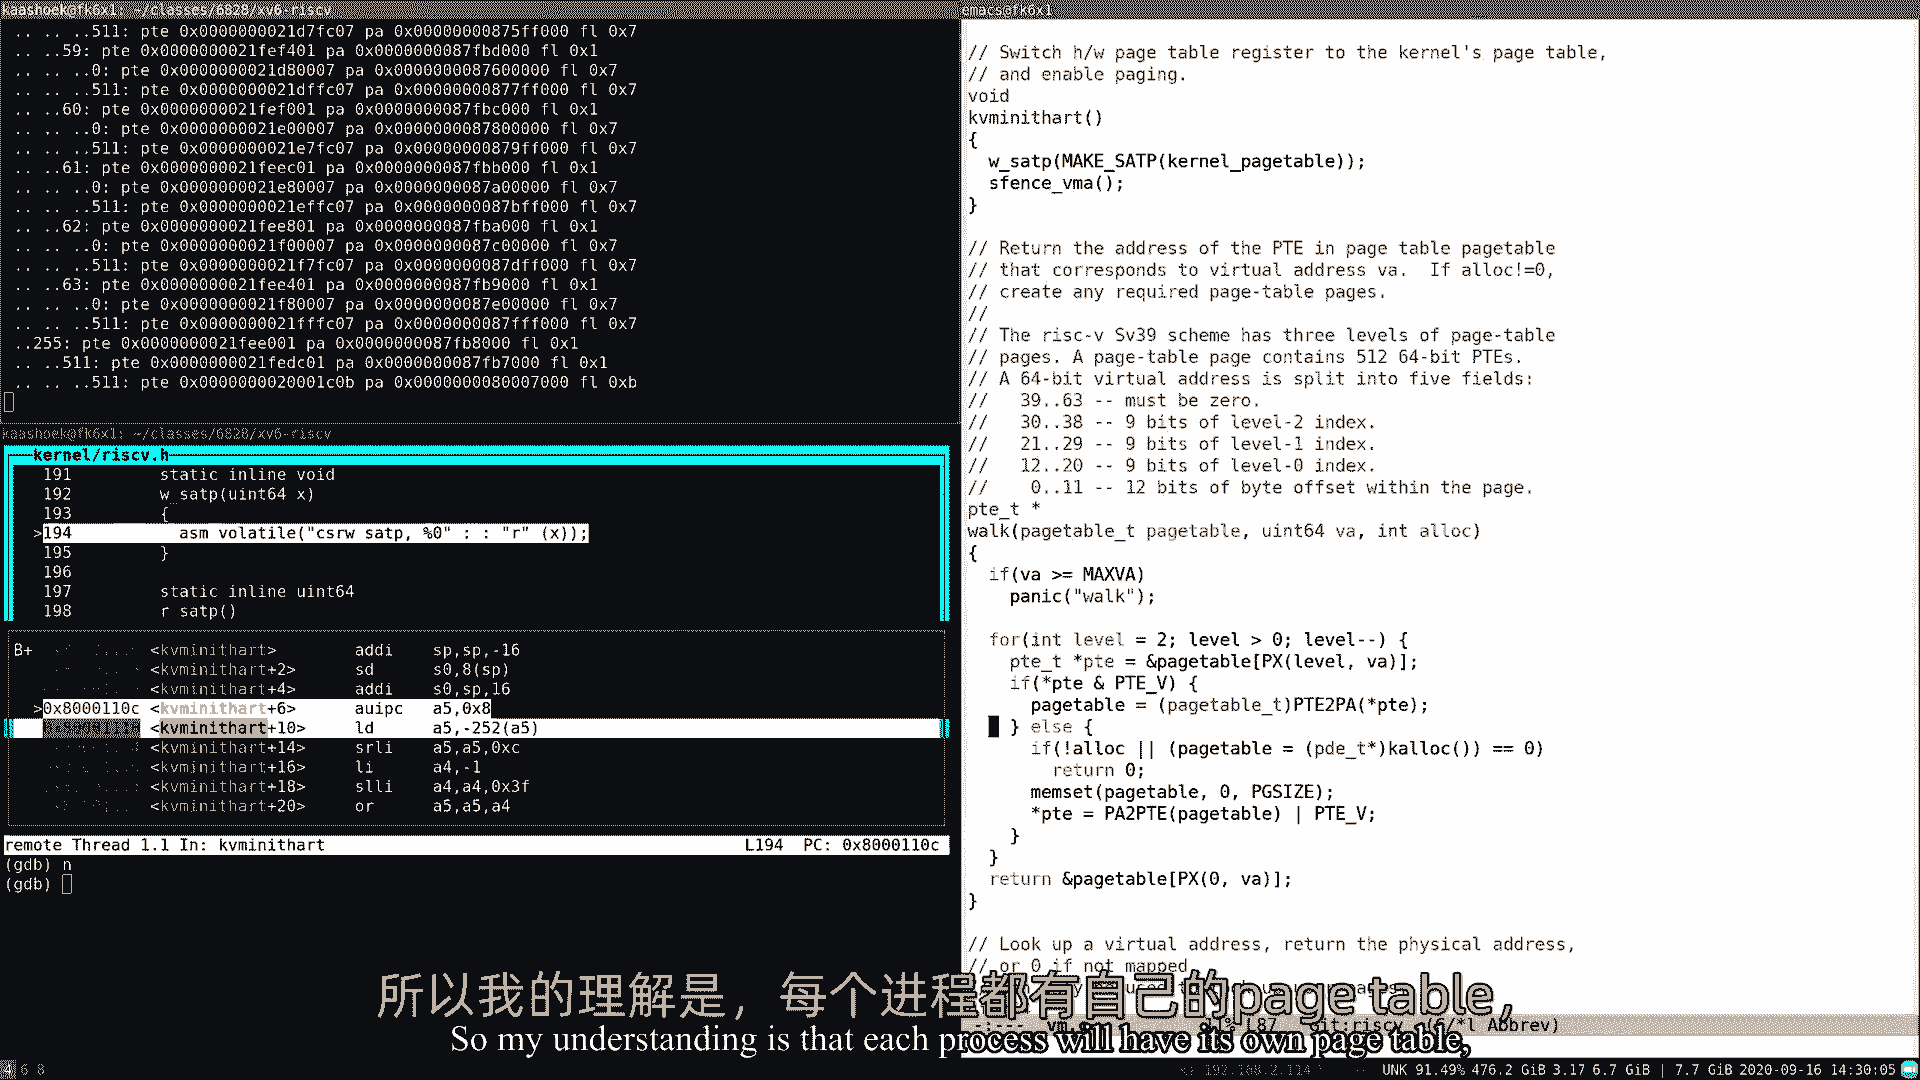 kaashoek@fk6x1: ~/classes/6828/xv6-riscv
.. .. ..511: pte 0x0000000021d7fc07 pa 0x00000000875ff000 fl 0x7
.. ..59: pte 0x0000000021fef401 pa 0x0000000087fbd000 fl 0x1
.. .. ..0: pte 0x0000000021d80007 pa 0x0000000087600000 fl 0x7
.. .. ..511: pte 0x0000000021dffc07 pa 0x00000000877ff000 fl 0x7
.. ..60: pte 0x0000000021fef001 pa 0x0000000087fbc000 fl 0x1
.. .. ..0: pte 0x0000000021e00007 pa 0x0000000087800000 fl 0x7
.. .. ..511: pte 0x0000000021e7fc07 pa 0x00000000879ff000 fl 0x7
.. ..61: pte 0x0000000021feec01 pa 0x0000000087fbb000 fl 0x1
.. .. ..0: pte 0x0000000021e80007 pa 0x0000000087a00000 fl 0x7
.. .. ..511: pte 0x0000000021effc07 pa 0x0000000087bff000 fl 0x7
.. ..62: pte 0x0000000021fee801 pa 0x0000000087fba000 fl 0x1
.. .. ..0: pte 0x0000000021f00007 pa 0x0000000087c00000 fl 0x7
.. .. ..511: pte 0x0000000021f7fc07 pa 0x0000000087dff000 fl 0x7
.. ..63: pte 0x0000000021fee401 pa 0x0000000087fb9000 fl 0x1
.. .. ..0: pte 0x0000000021f80007 pa 0x0000000087e00000 fl 0x7
.. .. ..511: pte 0x0000000021fffc07 pa 0x0000000087fff000 fl 0x7
..255: pte 0x0000000021fee001 pa 0x0000000087fb8000 fl 0x1
.. ..511: pte 0x0000000021fedc01 pa 0x0000000087fb7000 fl 0x1
.. .. ..511: pte 0x0000000020001c0b pa 0x0000000080007000 fl 0xb
kaashoek@fk6x1: ~/classes/6828/xv6-riscv
kernel/riscv.h
191 static inline void
192 w_satp(uint64 x)
193 {
>194 asm volatile("csrw satp, %0" : : "r" (x));
195 }
196
197 static inline uint64
198 r_satp()
B+ <kvminithart> addi sp,sp,-16
<kvminithart+2> sd s0,8(sp)
<kvminithart+4> addi s0,sp,16
>0x8000110c <kvminithart+6> auipc a5,0x8
<kvminithart+10> ld a5,-252(a5)
<kvminithart+14> srli a5,a5,0xc
<kvminithart+16> li a4,-1
<kvminithart+18> slli a4,a4,0x3f
<kvminithart+20> or a5,a5,a4
remote Thread 1.1 In: kvminithart L194 PC: 0x8000110c
(gdb) n
(gdb)
emacs@fk6x1
// Switch h/w page table register to the kernel's page table,
// and enable paging.
void
kvminithart()
{
w_satp(MAKE_SATP(kernel_pagetable));
sfence_vma();
}
// Return the address of the PTE in page table pagetable
// that corresponds to virtual address va. If alloc!=0,
// create any required page-table pages.
//
// The risc-v Sv39 scheme has three levels of page-table
// pages. A page-table page contains 512 64-bit PTEs.
// A 64-bit virtual address is split into five fields:
// 39..63 -- must be zero.
// 30..38 -- 9 bits of level-2 index.
// 21..29 -- 9 bits of level-1 index.
// 12..20 -- 9 bits of level-0 index.
// 0..11 -- 12 bits of byte offset within the page.
pte_t *
walk(pagetable_t pagetable, uint64 va, int alloc)
{
if(va >= MAXVA)
panic("walk");
for(int level = 2; level > 0; level--) {
pte_t *pte = &pagetable[PX(level, va)];
if(*pte & PTE_V) {
pagetable = (pagetable_t)PTE2PA(*pte);
} else {
if(!alloc || (pagetable = (pde_t*)kalloc()) == 0)
return 0;
memset(pagetable, 0, PGSIZE);
*pte = PA2PTE(pagetable) | PTE_V;
}
}
return &pagetable[PX(0, va)];
}
// Look up a virtual address, return the physical address,
// or 0 if not mapped
L87 Git:riscv Abbrev)
所以我的理解是，每个进程都有自己的page table，
So my understanding is that each process will have its own page table,
4 6 8
192.168.2.114 UNK 91.49% 476.2 GiB 3.17 6.7 GiB | 7.7 GiB 2020-09-16 14:30:05